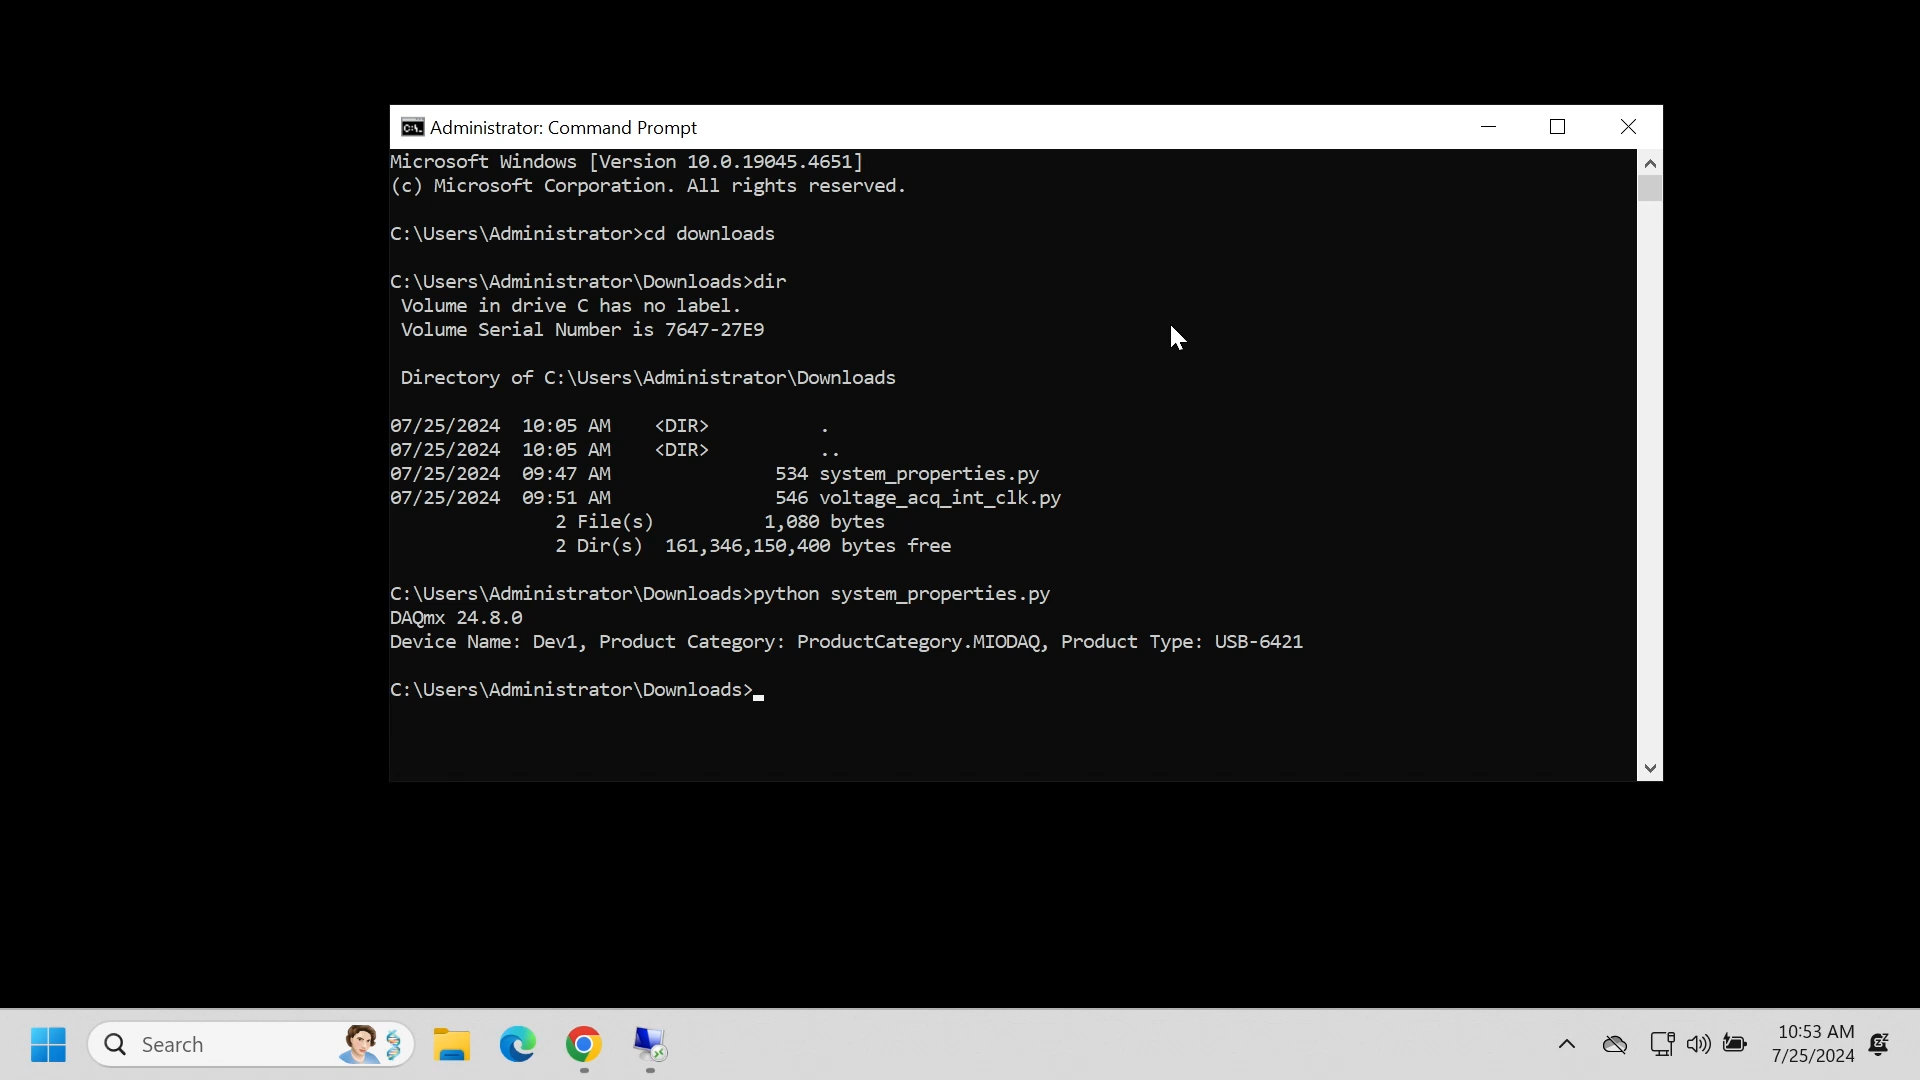 Administrator: Command Prompt
Microsoft Windows [Version 10.0.19045.4651]
(c) Microsoft Corporation. All rights reserved.
C:\Users\Administrator>cd downloads
C:\Users\Administrator\Downloads>dir
Volume in drive C has no label.
Volume Serial Number is 7647-27E9
Directory of C:\Users\Administrator\Downloads
07/25/2024  10:05 AM    <DIR>          .
07/25/2024  10:05 AM    <DIR>          ..
07/25/2024  09:47 AM               534 system_properties.py
07/25/2024  09:51 AM               546 voltage_acq_int_clk.py
2 File(s)          1,080 bytes
2 Dir(s)  161,346,150,400 bytes free
C:\Users\Administrator\Downloads>python system_properties.py
DAQmx 24.8.0
Device Name: Dev1, Product Category: ProductCategory.MIODAQ, Product Type: USB-6421
C:\Users\Administrator\Downloads>
Search
10:53 AM
7/25/2024